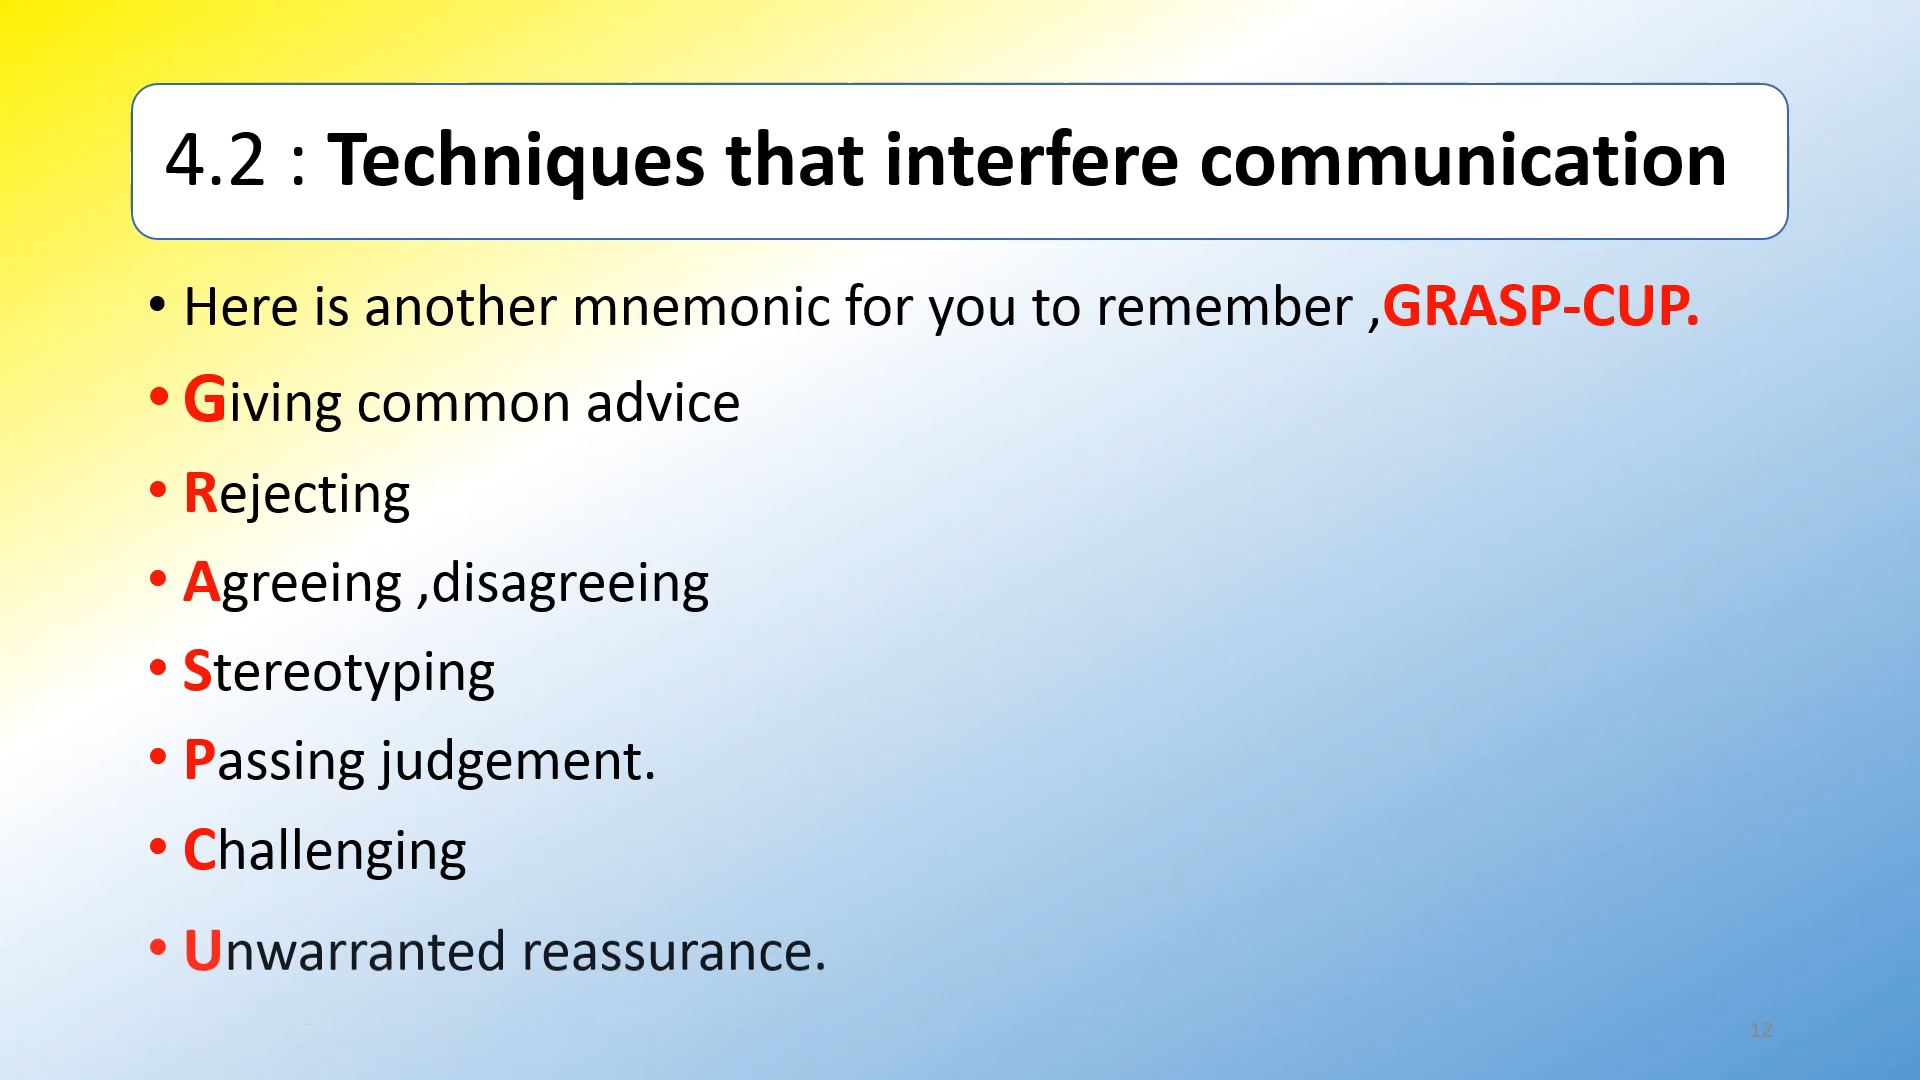 4.2 : Techniques that interfere communication
• Here is another mnemonic for you to remember ,GRASP-CUP.
• Giving common advice
• Rejecting
• Agreeing ,disagreeing
• Stereotyping
• Passing judgement.
• Challenging
• Unwarranted reassurance.
12